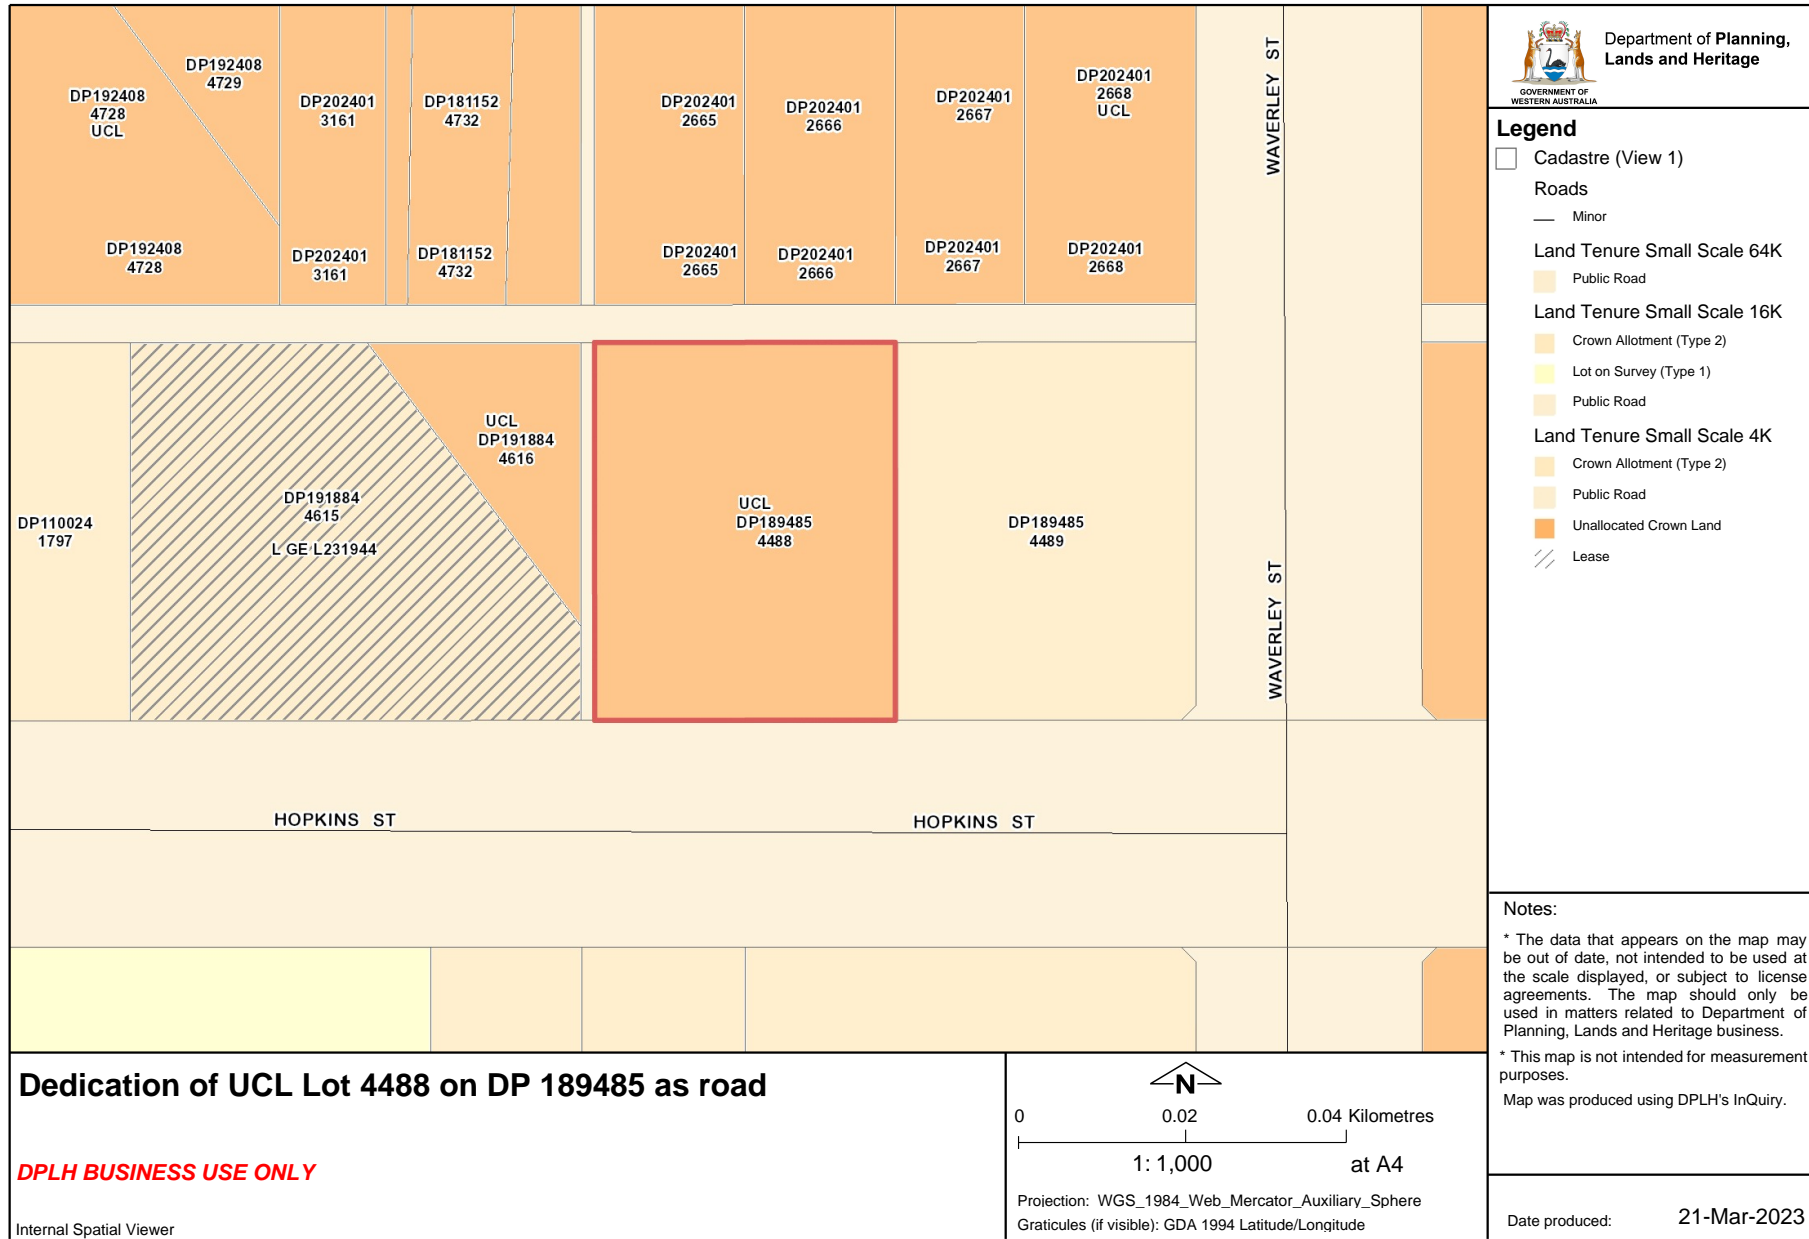 DP192408
4729
DP192408
4728
UCL
DP202401
3161
DP181152
4732
DP202401
2665
DP202401
2666
DP202401
2667
DP202401
2668
UCL
WAVERLEY ST
DP192408
4728
DP202401
3161
DP181152
4732
DP202401
2665
DP202401
2666
DP202401
2667
DP202401
2668
UCL
DP191884
4616
DP191884
4615
L GE L231944
DP110024
1797
UCL
DP189485
4488
DP189485
4489
WAVERLEY ST
HOPKINS ST
HOPKINS ST
GOVERNMENT OF
WESTERN AUSTRALIA
Department of Planning,
Lands and Heritage
Legend
Cadastre (View 1)
Roads
Minor
Land Tenure Small Scale 64K
Public Road
Land Tenure Small Scale 16K
Crown Allotment (Type 2)
Lot on Survey (Type 1)
Public Road
Land Tenure Small Scale 4K
Crown Allotment (Type 2)
Public Road
Unallocated Crown Land
Lease
Notes:
* The data that appears on the map may
be out of date, not intended to be used at
the scale displayed, or subject to license
agreements. The map should only be
used in matters related to Department of
Planning, Lands and Heritage business.
* This map is not intended for measurement
purposes.
Map was produced using DPLH's InQuiry.
Date produced: 21-Mar-2023
Dedication of UCL Lot 4488 on DP 189485 as road
DPLH BUSINESS USE ONLY
Internal Spatial Viewer
N
0 0.02 0.04 Kilometres
1: 1,000 at A4
Projection: WGS_1984_Web_Mercator_Auxiliary_Sphere
Graticules (if visible): GDA 1994 Latitude/Longitude